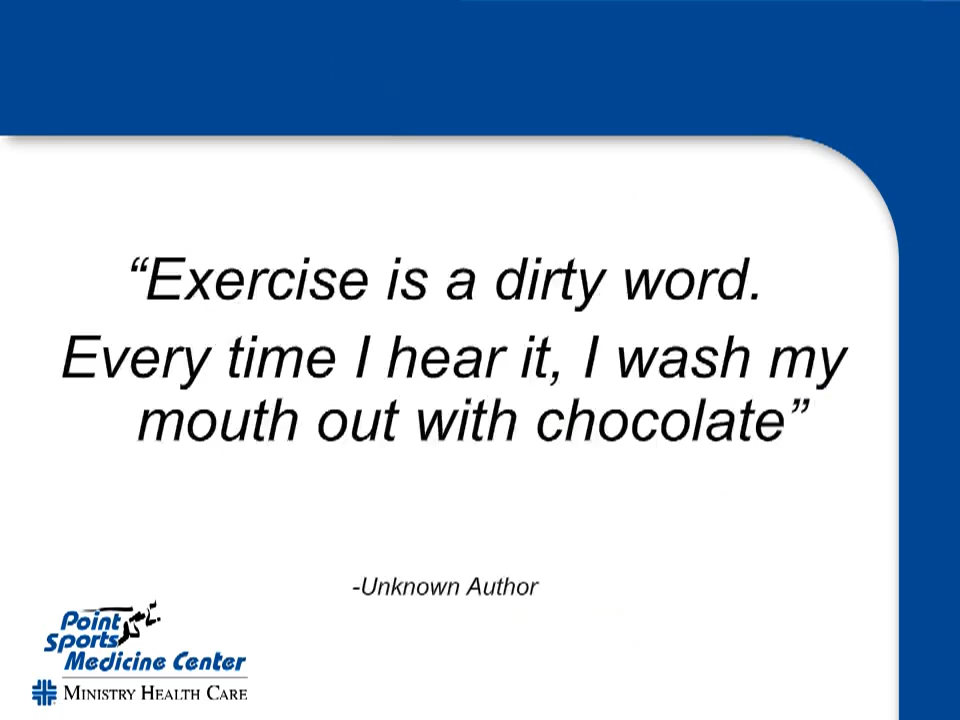 “Exercise is a dirty word.
Every time I hear it, I wash my
mouth out with chocolate”
-Unknown Author
Point
Sports
Medicine Center
MINISTRY HEALTH CARE